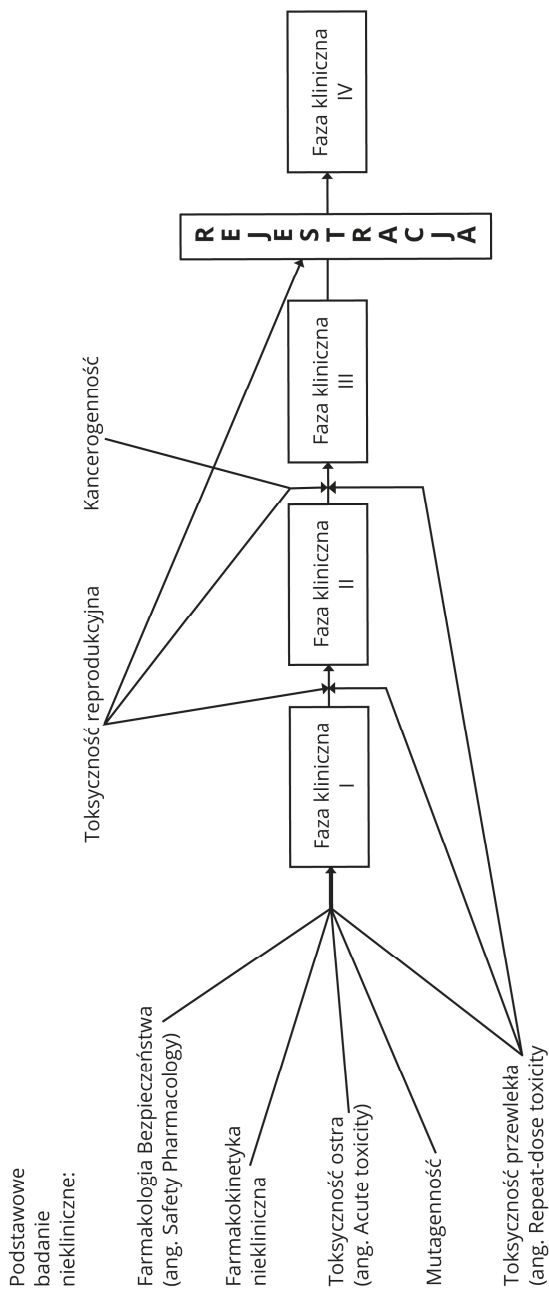 Podstawowe
badanie
niekliniczne:
Farmakologia Bezpieczeństwa
(ang. Safety Pharmacology)
Farmakokinetyka
niekliniczna
Toksyczność ostra
(ang. Acute toxicity)
Mutagenność
Toksyczność przewlekła
(ang. Repeat-dose toxicity
Toksyczność reprodukcyjna
Kancerogenność
Faza kliniczna
I
Faza kliniczna
II
Faza kliniczna
III
REJESTRACJA
Faza kliniczna
IV